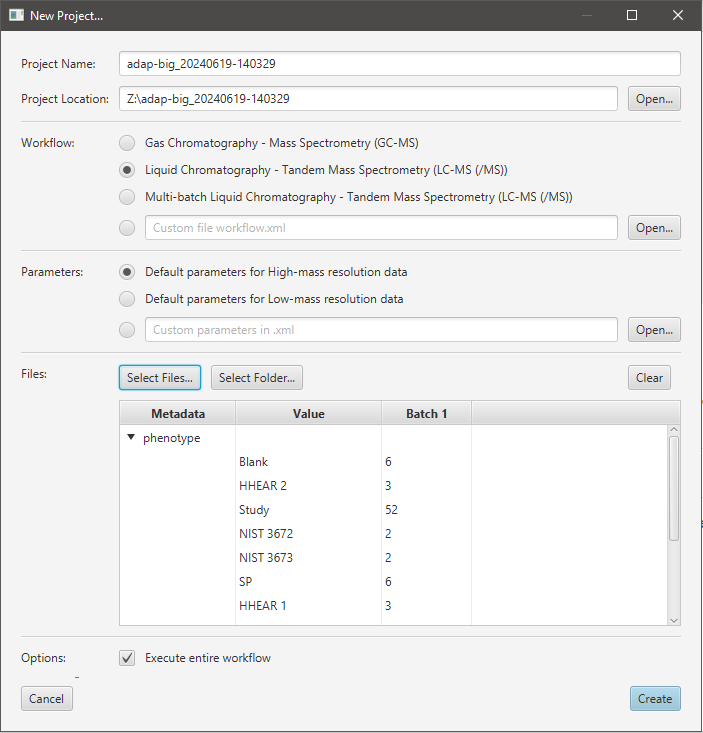 New Project...
Project Name: adap-big_20240619-140329
Project Location: Z:\adap-big_20240619-140329 Open...
Workflow: Gas Chromatography - Mass Spectrometry (GC-MS)
Liquid Chromatography - Tandem Mass Spectrometry (LC-MS (/MS))
Multi-batch Liquid Chromatography - Tandem Mass Spectrometry (LC-MS (/MS))
Custom file workflow.xml Open...
Parameters: Default parameters for High-mass resolution data
Default parameters for Low-mass resolution data
Custom parameters in .xml Open...
Files: Select Files... Select Folder... Clear
Metadata Value Batch 1
phenotype
Blank 6
HHEAR 2 3
Study 52
NIST 3672 2
NIST 3673 2
SP 6
HHEAR 1 3
Options: Execute entire workflow
Cancel Create